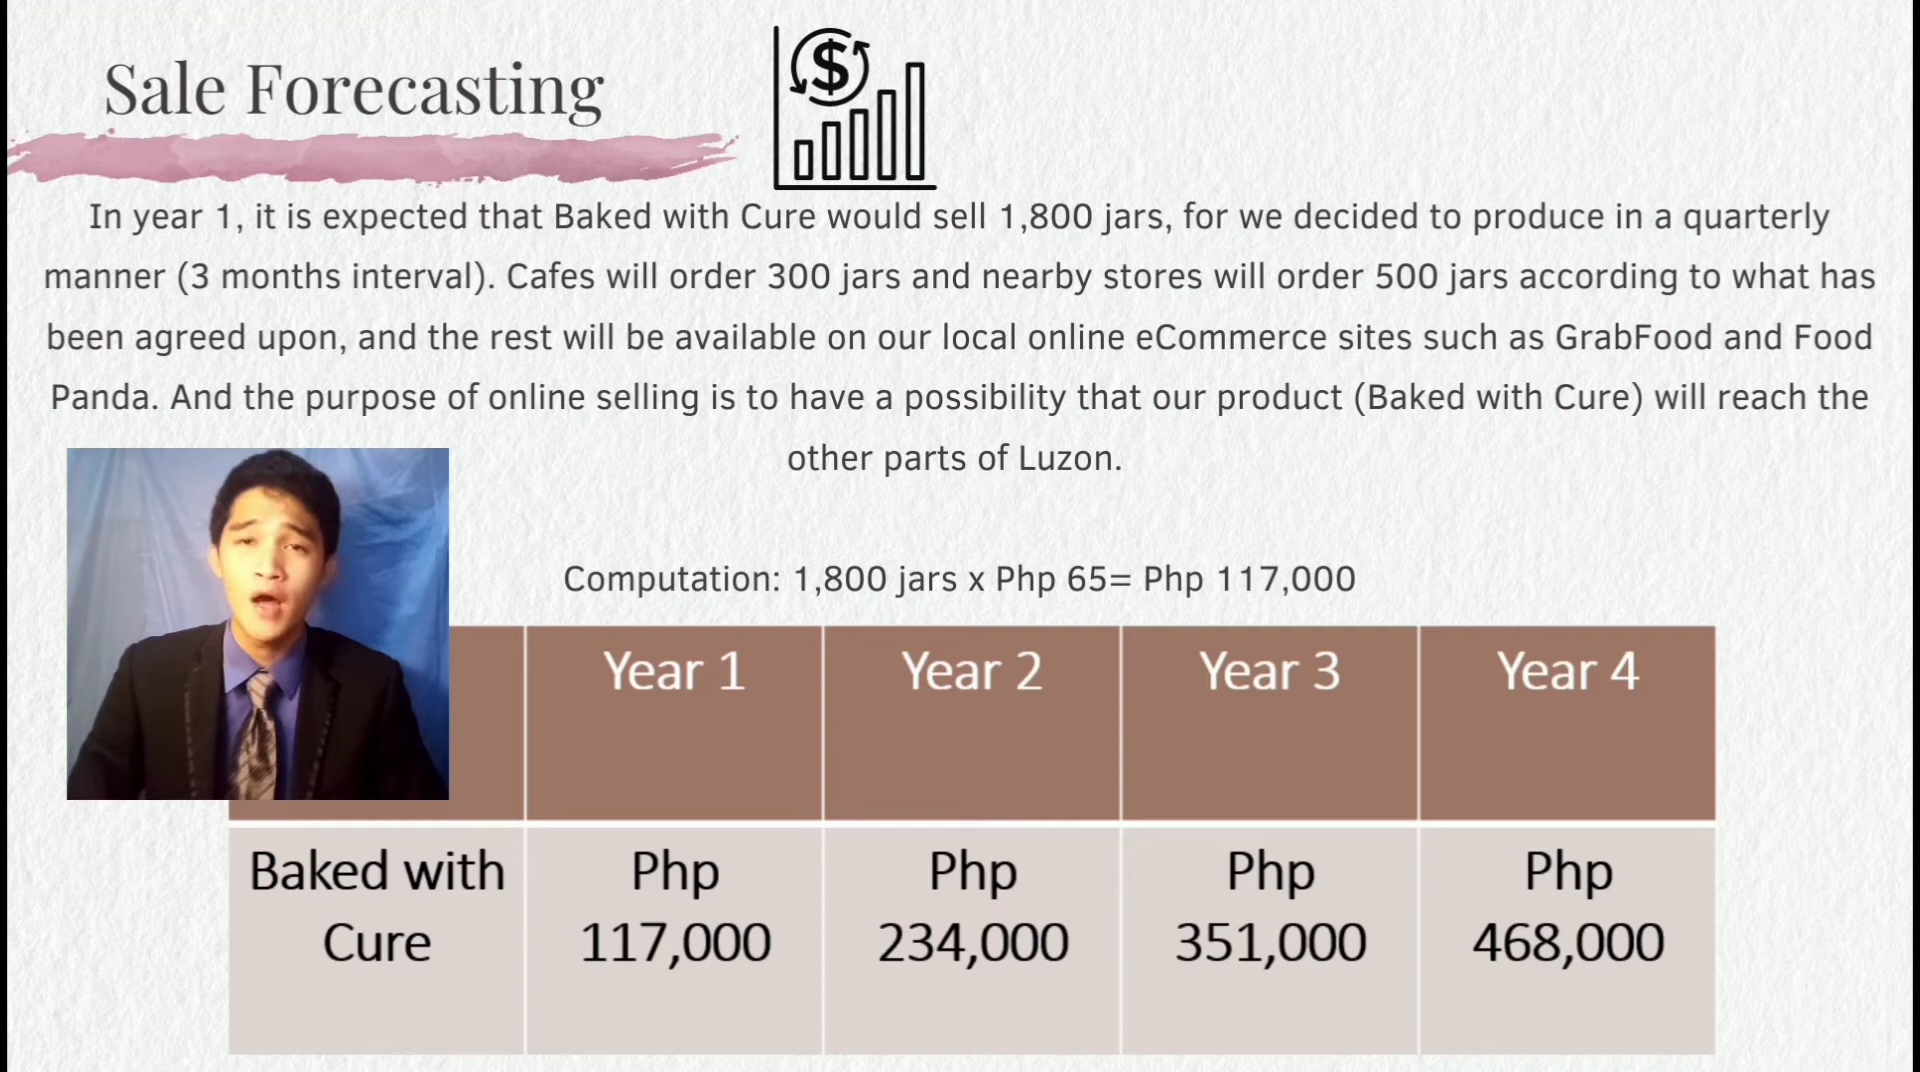 Sale Forecasting
$
In year 1, it is expected that Baked with Cure would sell 1,800 jars, for we decided to produce in a quarterly
manner (3 months interval). Cafes will order 300 jars and nearby stores will order 500 jars according to what has
been agreed upon, and the rest will be available on our local online eCommerce sites such as GrabFood and Food
Panda. And the purpose of online selling is to have a possibility that our product (Baked with Cure) will reach the
other parts of Luzon.
Computation: 1,800 jars x Php 65= Php 117,000
Year 1 Year 2 Year 3 Year 4
Baked with Php Php Php Php
Cure 117,000 234,000 351,000 468,000